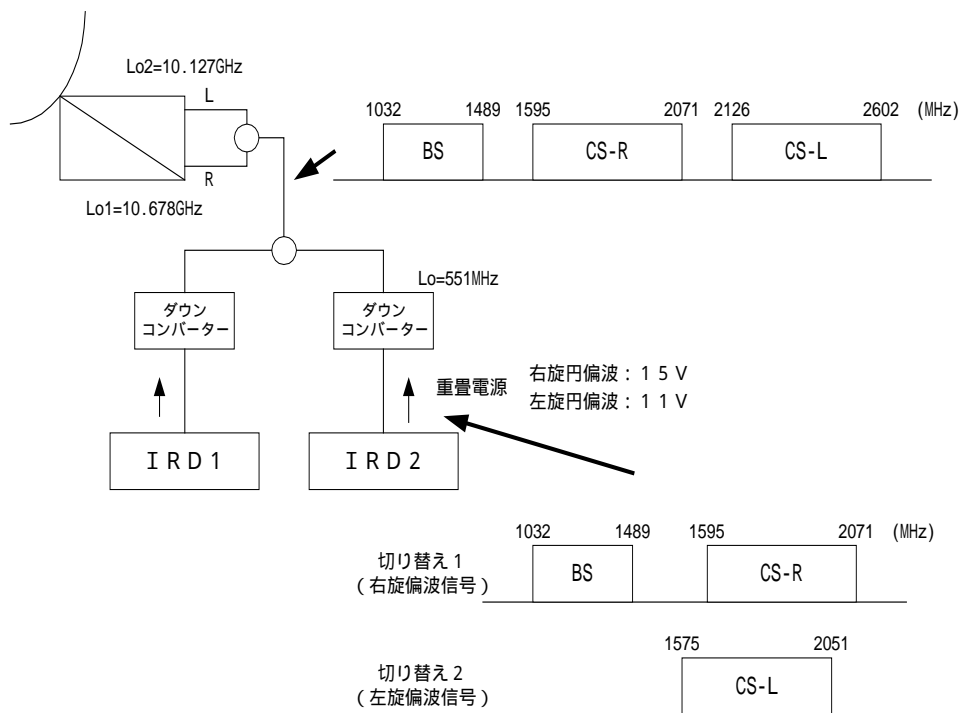 Lo2=10.127GHz
L
R
Lo1=10.678GHz
1032 1489 1595 2071 2126 2602 (MHz)
BS CS-R CS-L
Lo=551MHz
ダウン
コンバーター
ダウン
コンバーター
重畳電源
右旋円偏波：１５Ｖ
左旋円偏波：１１Ｖ
ＩＲＤ１
ＩＲＤ２
1032 1489 1595 2071 (MHz)
切り替え１
（右旋偏波信号）
BS CS-R
1575 2051
切り替え２
（左旋偏波信号）
CS-L